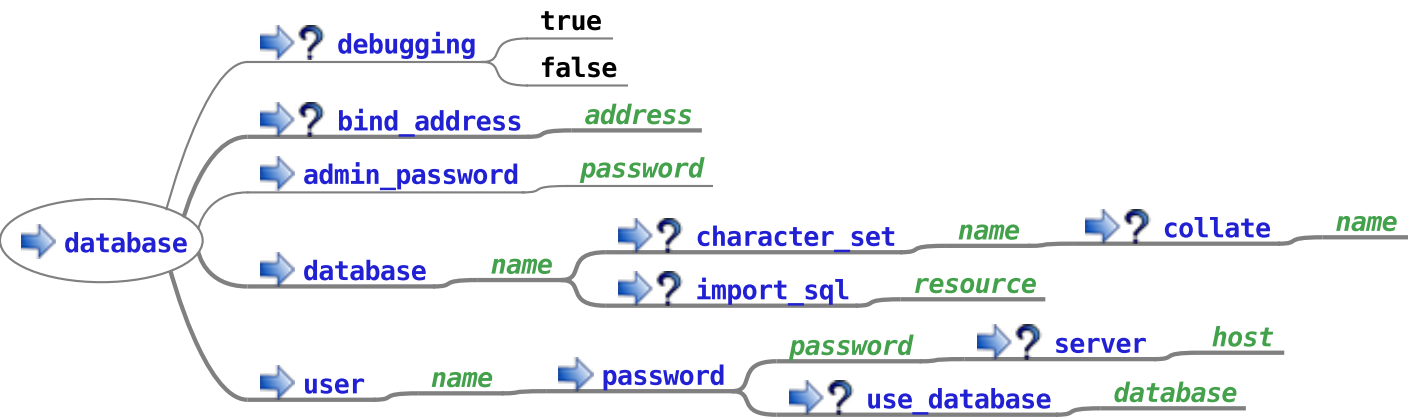 true
? debugging
false
? bind_address address
admin_password password
database
? character_set name ? collate name
database name
? import_sql resource
user name password
password ? server host
? use_database database